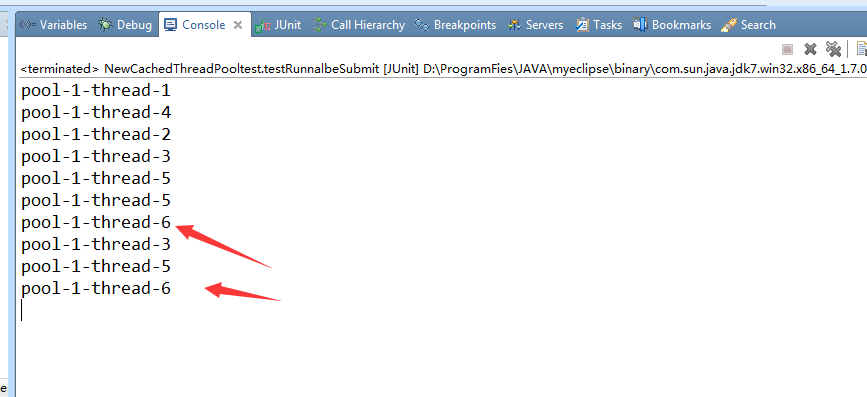 Variables Debug Console JUnit Call Hierarchy Breakpoints Servers Tasks Bookmarks Search
<terminated> NewCachedThreadPooltest.testRunnalbeSubmit [JUnit] D:\ProgramFies\JAVA\myeclipse\binary\com.sun.java.jdk7.win32.x86_64_1.7.0
pool-1-thread-1
pool-1-thread-4
pool-1-thread-2
pool-1-thread-3
pool-1-thread-5
pool-1-thread-5
pool-1-thread-6
pool-1-thread-3
pool-1-thread-5
pool-1-thread-6
e